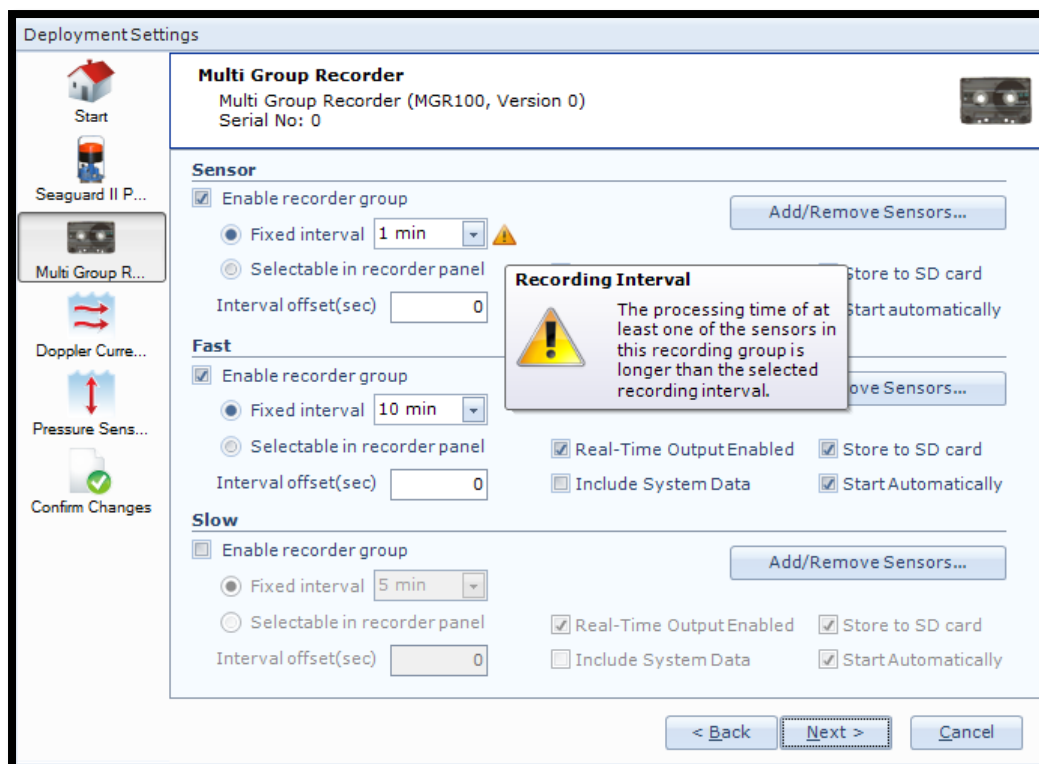 Deployment Settings
Start
Seaguard II P...
Multi Group R...
Doppler Curre...
Pressure Sens...
Confirm Changes
Multi Group Recorder
Multi Group Recorder (MGR100, Version 0)
Serial No: 0
Sensor
Enable recorder group
Add/Remove Sensors...
Fixed interval 1 min
Selectable in recorder panel
Store to SD card
Interval offset(sec) 0
Start automatically
Recording Interval
The processing time of at
least one of the sensors in
this recording group is
longer than the selected
recording interval.
Fast
Enable recorder group
ove Sensors...
Fixed interval 10 min
Selectable in recorder panel
Real-Time Output Enabled
Store to SD card
Interval offset(sec) 0
Include System Data
Start Automatically
Slow
Enable recorder group
Add/Remove Sensors...
Fixed interval 5 min
Selectable in recorder panel
Real-Time Output Enabled
Store to SD card
Interval offset(sec) 0
Include System Data
Start Automatically
< Back
Next >
Cancel